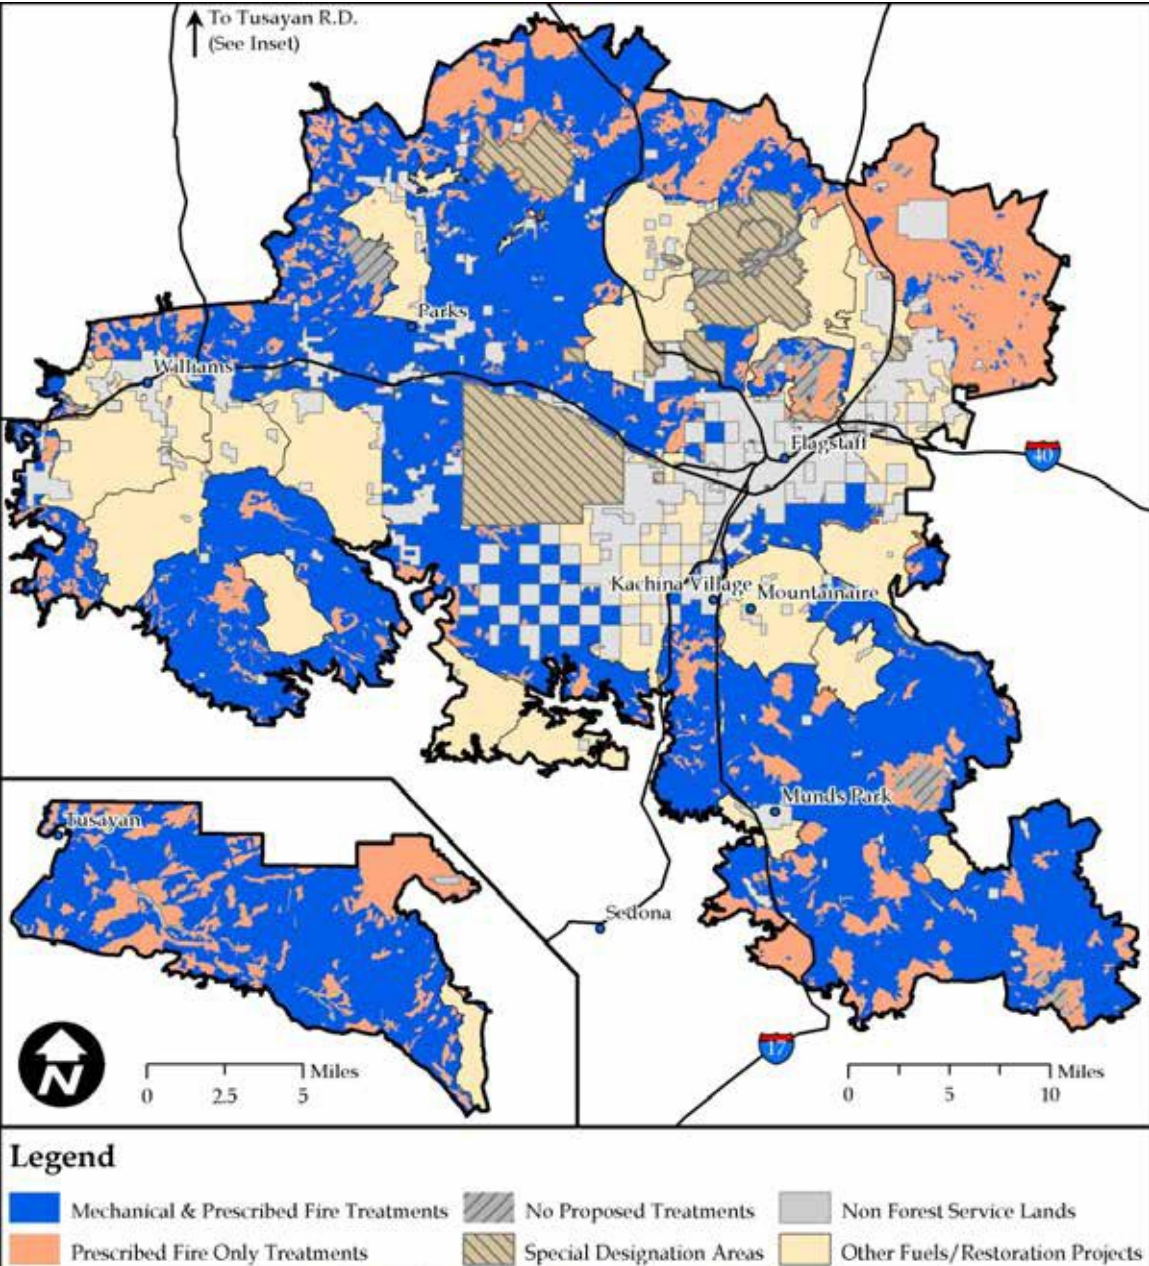 To Tusayan R.D.
(See Inset)
Parks
Williams
Flagstaff
40
Kachina Village
Mountainaire
Munds Park
Tusayan
Sedona
17
N
Miles
0 2.5 5
Miles
0 5 10
Legend
Mechanical & Prescribed Fire Treatments
No Proposed Treatments
Non Forest Service Lands
Prescribed Fire Only Treatments
Special Designation Areas
Other Fuels/Restoration Projects